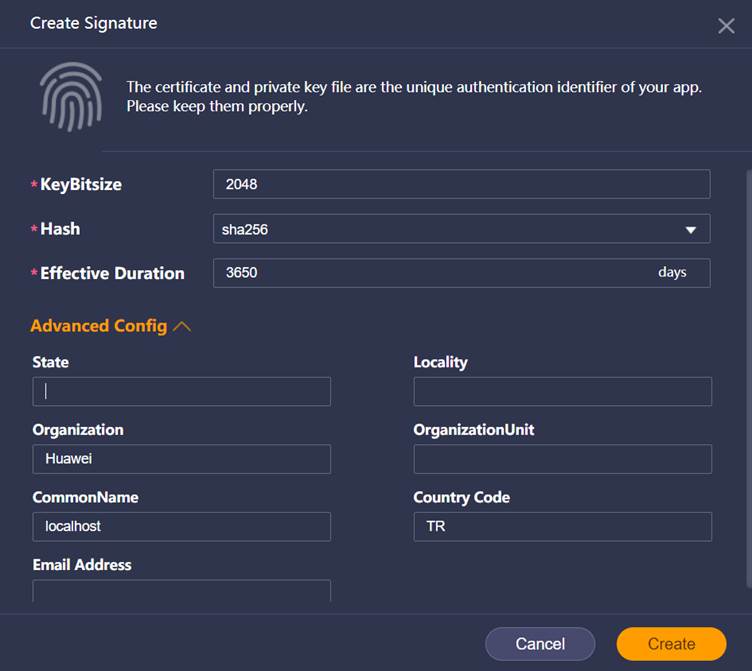 Create Signature
The certificate and private key file are the unique authentication identifier of your app.
Please keep them properly.
*KeyBitsize 2048
*Hash sha256
*Effective Duration 3650 days
Advanced Config
State Locality
Organization OrganizationUnit
Huawei
CommonName Country Code
localhost TR
Email Address
Cancel Create